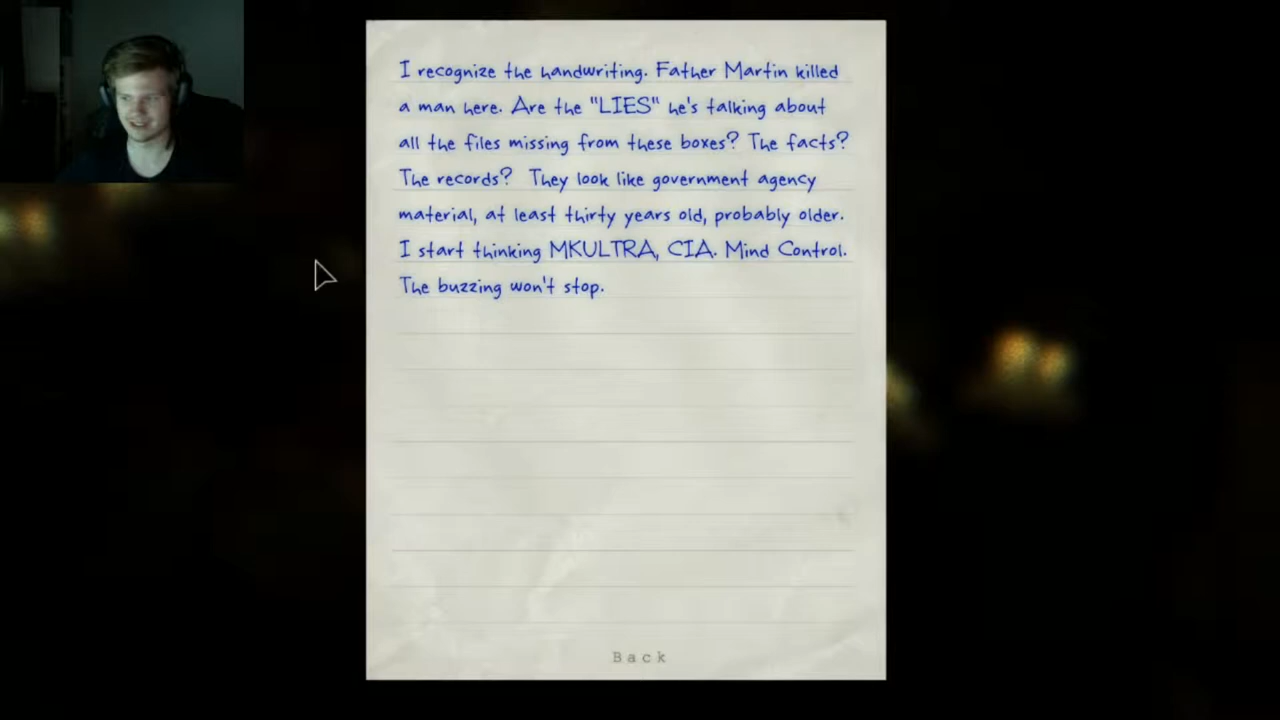 I recognize the handwriting. Father Martin killed
a man here. Are the "LIES" he's talking about
all the files missing from these boxes? The facts?
The records?  They look like government agency
material, at least thirty years old, probably older.
I start thinking MKULTRA, CIA. Mind Control.
The buzzing won't stop.
Back